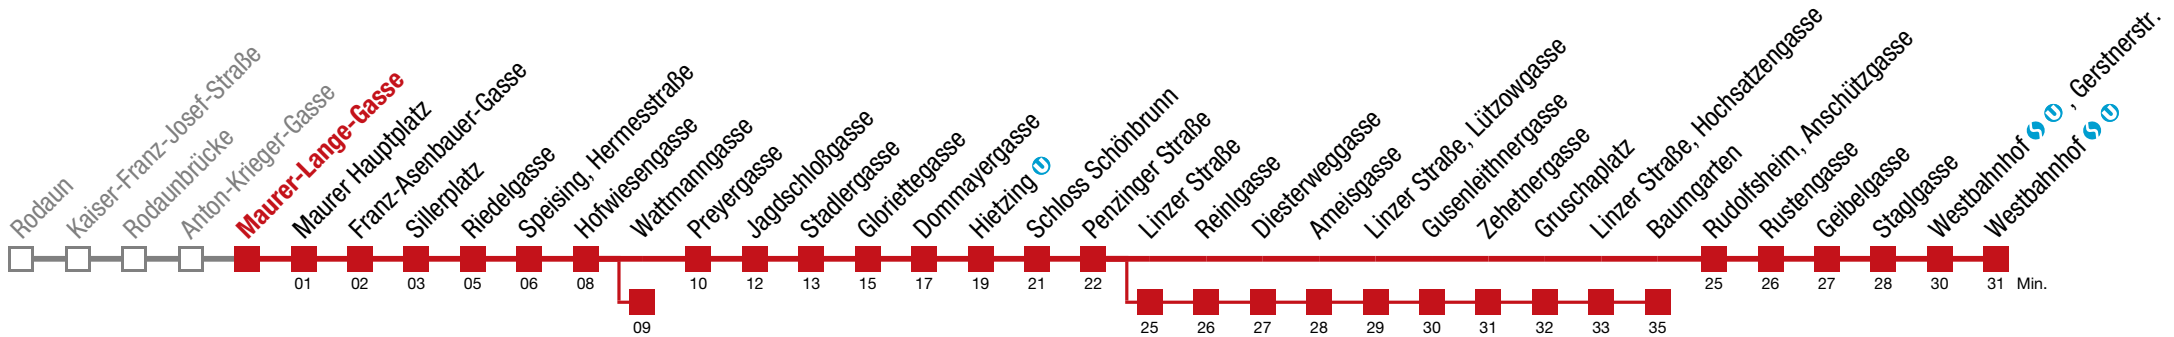 Rodaun
Kaiser-Franz-Josef-Straße
Rodaunbrücke
Anton-Krieger-Gasse
Maurer-Lange-Gasse
Maurer Hauptplatz
Franz-Asenbauer-Gasse
Sillerplatz
Riedelgasse
Speising, Hermesstraße
Hofwiesengasse
Wattmanngasse
Preyergasse
Jagdschloßgasse
Stadlergasse
Gloriettegasse
Dommayergasse
Hietzing U
Schloss Schönbrunn
Penzinger Straße
Linzer Straße
Reinlgasse
Diesterweggasse
Ameisgasse
Linzer Straße, Lützowgasse
Gusenleithnergasse
Zehetnergasse
Gruschaplatz
Linzer Straße, Hochsatzengasse
Baumgarten
Rudolfsheim, Anschützgasse
Rustengasse
Geibelgasse
Staglgasse
Westbahnhof S U , Gerstnerstr.
Westbahnhof S U
01 02 03 05 06 08 10 12 13 15 17 19 21 22 25 26 27 28 30 31 Min.
09 25 26 27 28 29 30 31 32 33 35